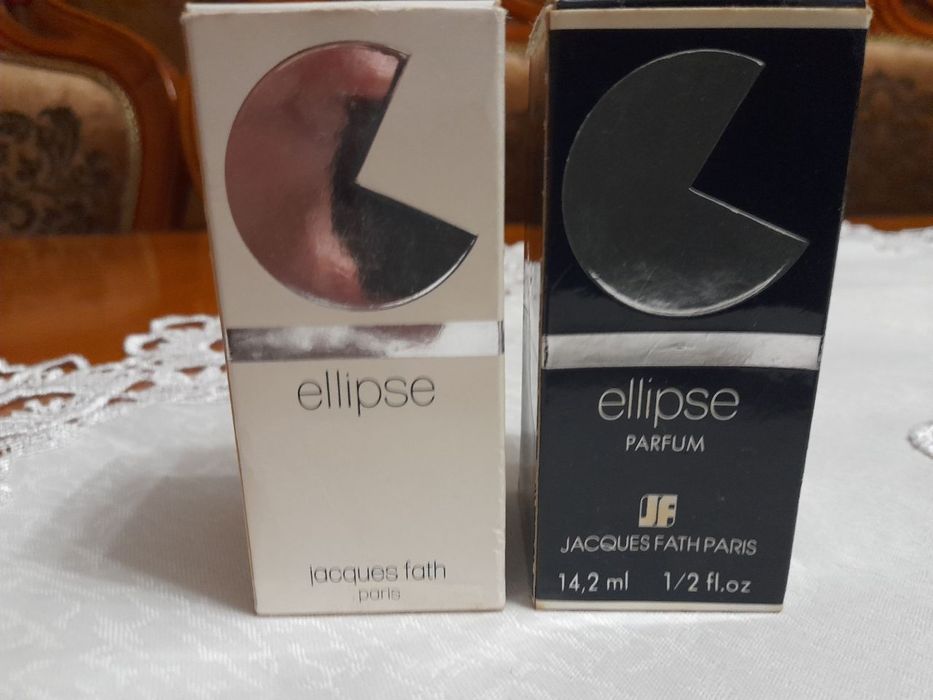 ellipse
jacques fath
paris
ellipse
PARFUM
JF
JACQUES FATH PARIS
14,2 ml 1/2 fl.oz